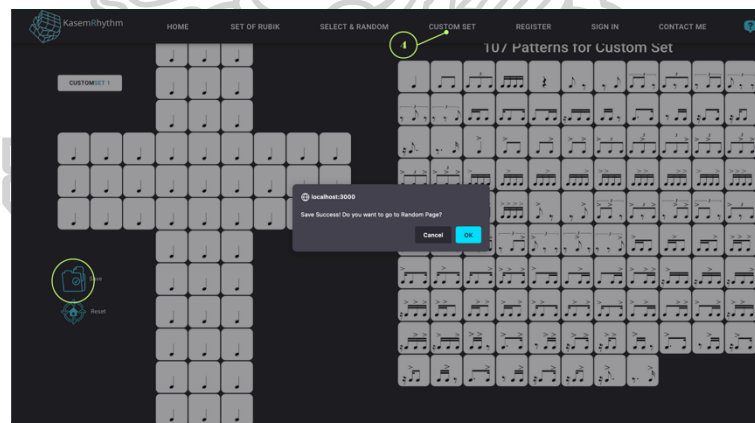 KasemRhythm
HOME
SET OF RUBIK
SELECT & RANDOM
CUSTOM SET
REGISTER
SIGN IN
CONTACT ME
?
4
107 Patterns for Custom Set
CUSTOMSET 1
localhost:3000
Save Success! Do you want to go to Random Page?
Cancel
OK
Save
Reset